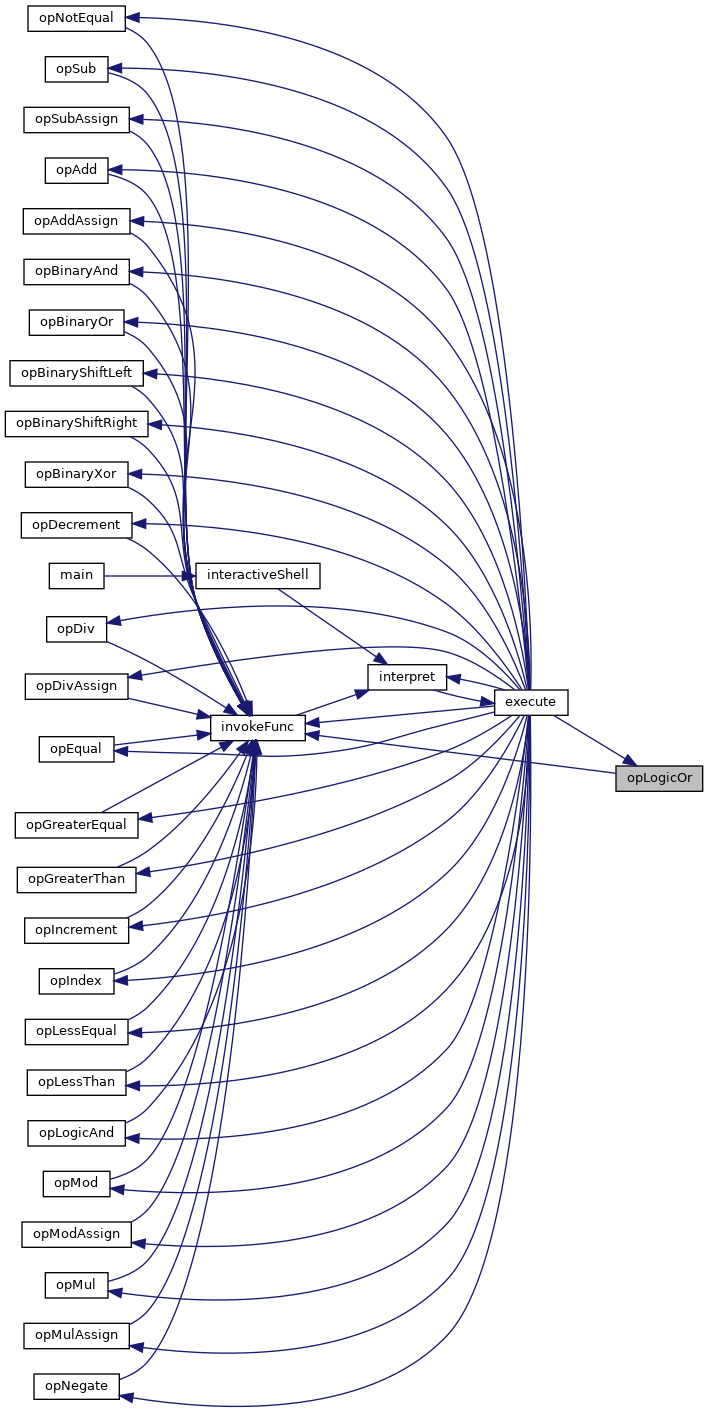 opNotEqual
opSub
opSubAssign
opAdd
opAddAssign
opBinaryAnd
opBinaryOr
opBinaryShiftLeft
opBinaryShiftRight
opBinaryXor
opDecrement
main
interactiveShell
opDiv
interpret
opDivAssign
execute
invokeFunc
opEqual
opLogicOr
opGreaterEqual
opGreaterThan
opIncrement
opIndex
opLessEqual
opLessThan
opLogicAnd
opMod
opModAssign
opMul
opMulAssign
opNegate